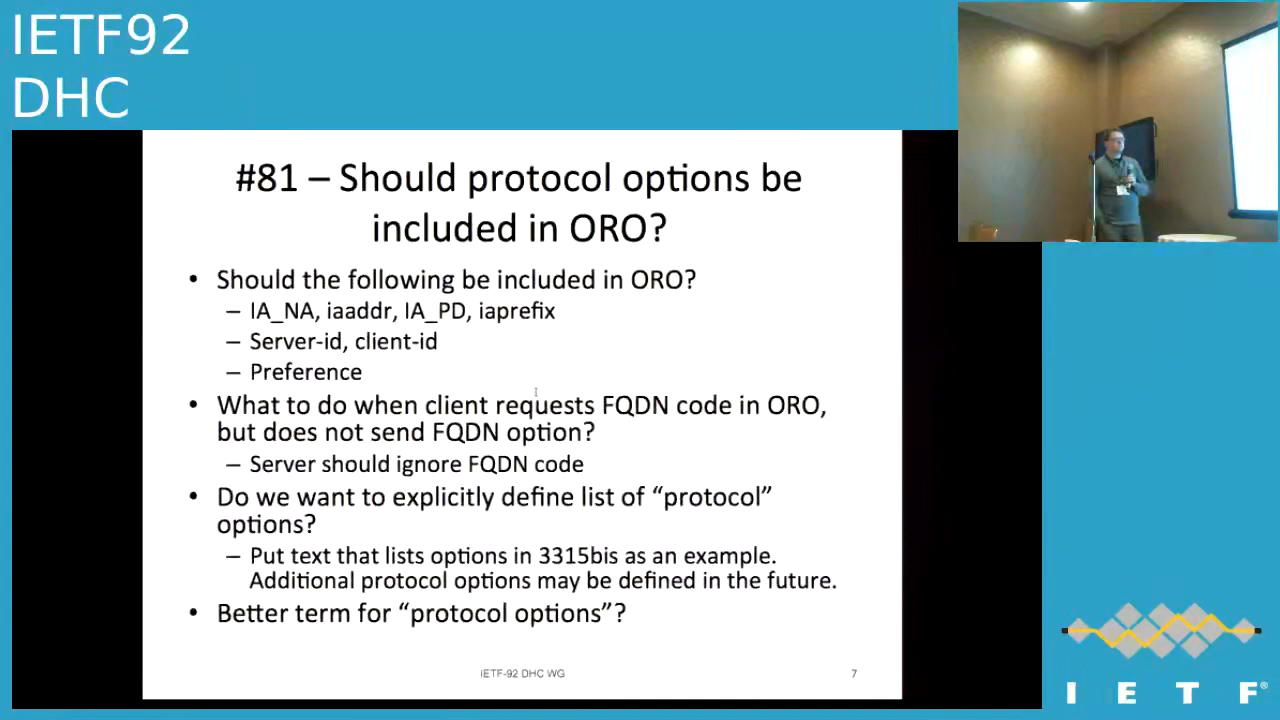 IETF92
DHC
#81 – Should protocol options be
included in ORO?
• Should the following be included in ORO?
– IA_NA, iaaddr, IA_PD, iaprefix
– Server-id, client-id
– Preference
• What to do when client requests FQDN code in ORO,
but does not send FQDN option?
– Server should ignore FQDN code
• Do we want to explicitly define list of “protocol”
options?
– Put text that lists options in 3315bis as an example.
Additional protocol options may be defined in the future.
• Better term for “protocol options”?
IETF-92 DHC WG
7
I E T F®